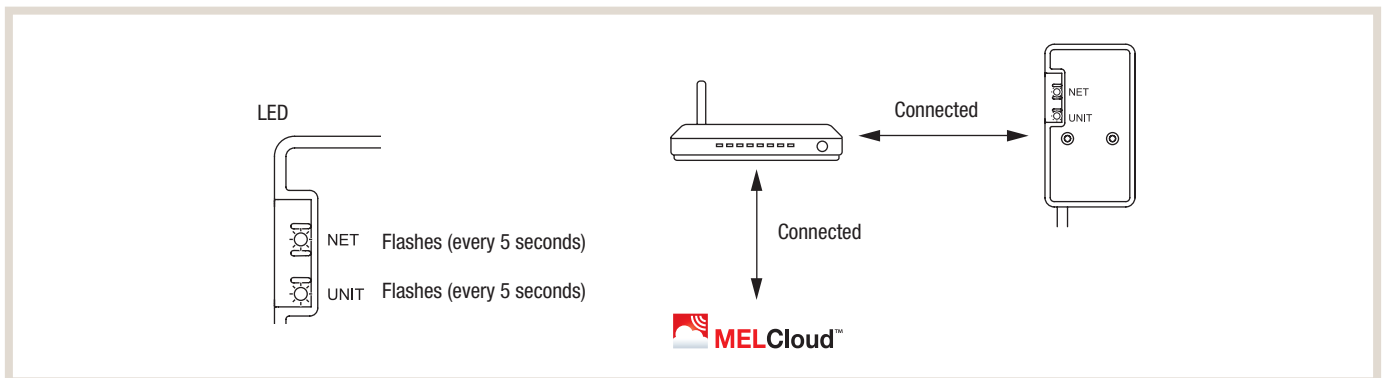 LED
NET Flashes (every 5 seconds)
UNIT Flashes (every 5 seconds)
Connected
NET
UNIT
Connected
MELCloud™